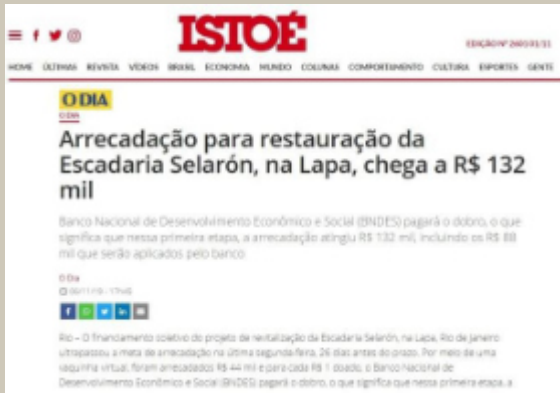 ISTOÉ
HOME ÚLTIMAS REVISTA VÍDEOS BRASIL ECONOMIA MUNDO COLUNAS COMPORTAMENTO CULTURA ESPORTES GENTE
O DIA
O DIA
Arrecadação para restauração da
Escadaria Selarón, na Lapa, chega a R$ 132
mil
Banco Nacional de Desenvolvimento Econômico e Social (BNDES) pagará o dobro, o que
significa que nessa primeira etapa, a arrecadação atingiu R$ 132 mil, incluindo os R$ 88
mil que serão aplicados pelo banco
O Dia
Rio – O financiamento coletivo do projeto de revitalização da Escadaria Selarón, na Lapa, Rio de Janeiro
ultrapassou a meta de arrecadação na última segunda-feira, 26 dias antes do prazo. Por meio de uma
vaquinha virtual, foram arrecadados R$ 44 mil e para cada R$ 1 doado, o Banco Nacional de
Desenvolvimento Econômico e Social (BNDES) pagará o dobro, o que significa que nessa primeira etapa, a